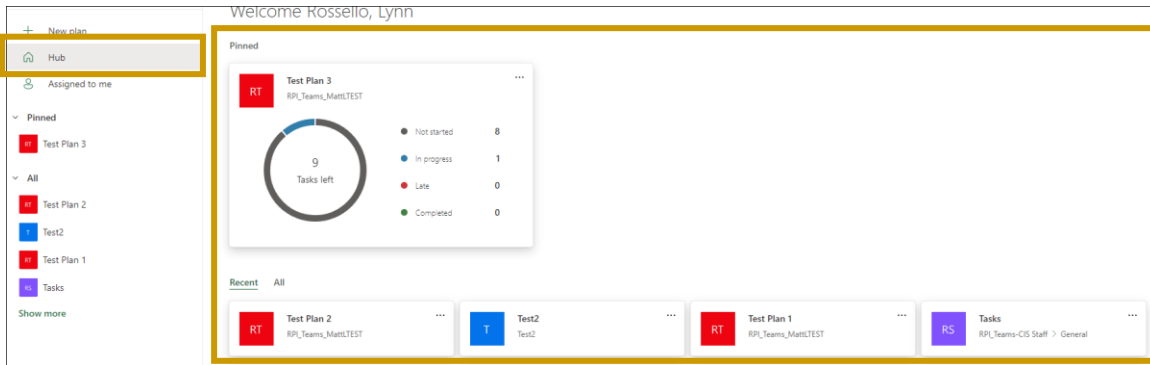 Welcome Rossello, Lynn
New plan
Hub
Assigned to me
Pinned
RT Test Plan 3
All
RT Test Plan 2
T Test2
RT Test Plan 1
RS Tasks
Show more
Pinned
RT
Test Plan 3
RPI_Teams_MattLTEST
9
Tasks left
Not started 8
In progress 1
Late 0
Completed 0
Recent All
RT
Test Plan 2
RPI_Teams_MattLTEST
T
Test2
Test2
RT
Test Plan 1
RPI_Teams_MattLTEST
RS
Tasks
RPI_Teams-CIS Staff > General